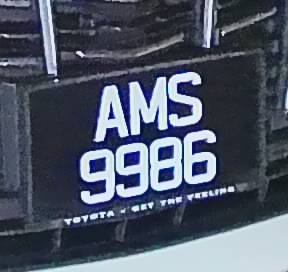 AMS
9986
TOYOTA - GET THE FEELING